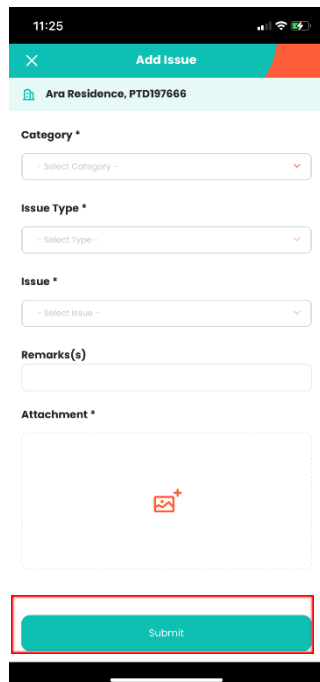 11:25
Add Issue
Ara Residence, PTD197666
Category *
- Select Category -
Issue Type *
- Select Type -
Issue *
- Select Issue -
Remarks(s)
Attachment *
Submit